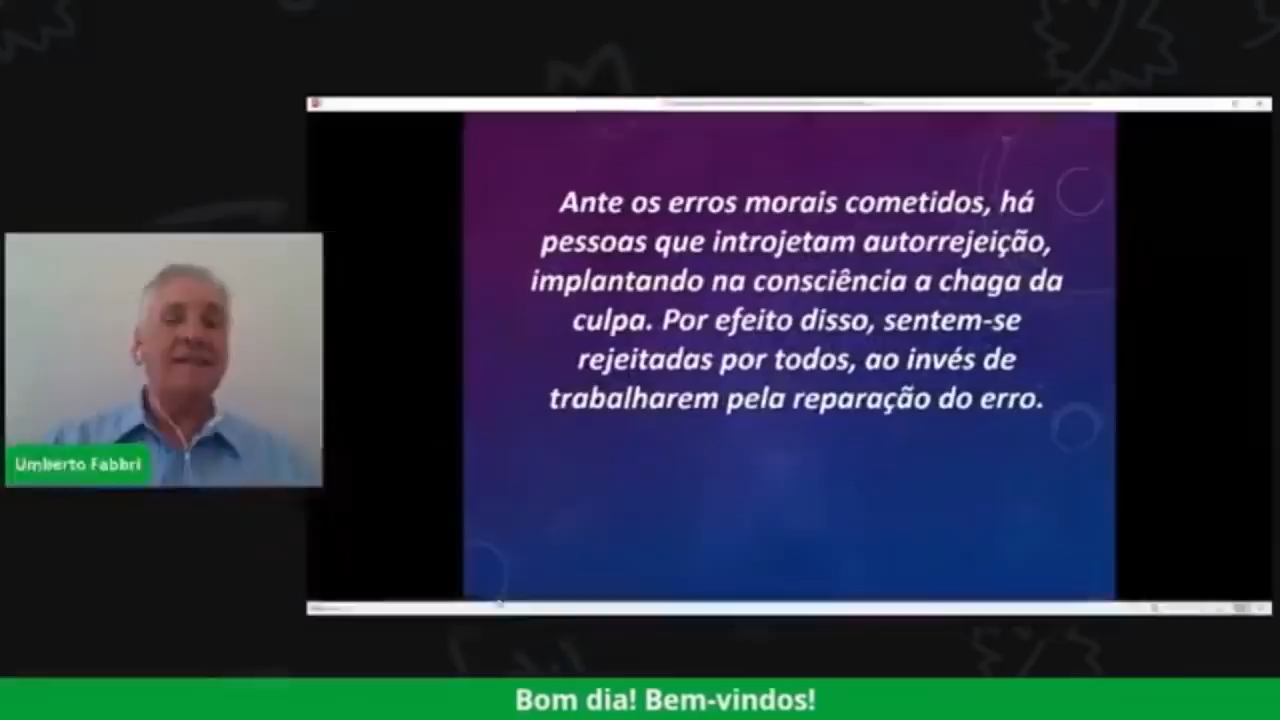 Ante os erros morais cometidos, há
pessoas que introjetam autorrejeição,
implantando na consciência a chaga da
culpa. Por efeito disso, sentem-se
rejeitadas por todos, ao invés de
trabalharem pela reparação do erro.
Umberto Fabbri
Bom dia! Bem-vindos!